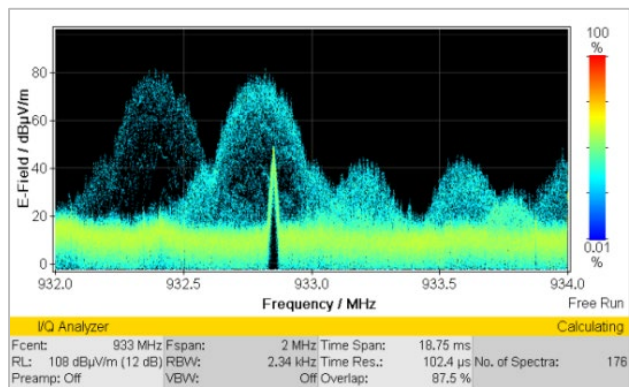 100
%
80
60
40
20
0
E-Field / dBµV/m
0.01
%
932.0 932.5 933.0 933.5 934.0
Frequency / MHz
Free Run
I/Q Analyzer Calculating
Fcent: 933 MHz Fspan: 2 MHz Time Span: 18.75 ms
RL: 108 dBµV/m (12 dB) RBW: 2.34 kHz Time Res.: 102.4 µs No. of Spectra: 176
Preamp: Off VBW: Off Overlap: 87.5 %